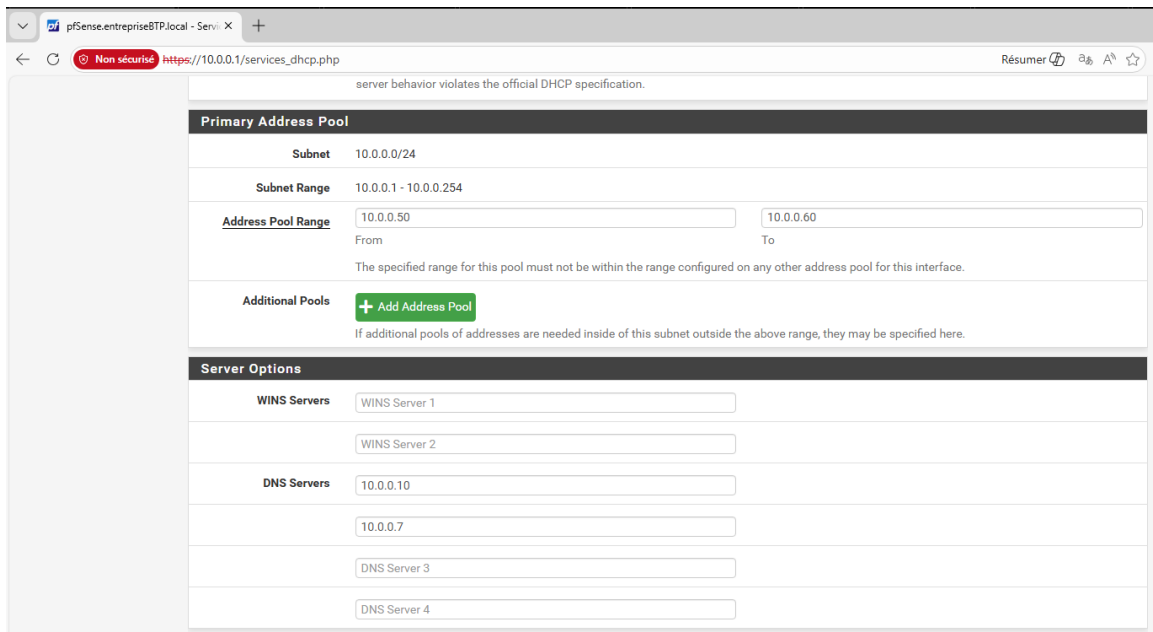 pfSense.entrepriseBTP.local - Servi
Non sécurisé https://10.0.0.1/services_dhcp.php
Résumer
server behavior violates the official DHCP specification.
Primary Address Pool
Subnet 10.0.0.0/24
Subnet Range 10.0.0.1 - 10.0.0.254
Address Pool Range 10.0.0.50 10.0.0.60
From To
The specified range for this pool must not be within the range configured on any other address pool for this interface.
Additional Pools + Add Address Pool
If additional pools of addresses are needed inside of this subnet outside the above range, they may be specified here.
Server Options
WINS Servers WINS Server 1
WINS Server 2
DNS Servers 10.0.0.10
10.0.0.7
DNS Server 3
DNS Server 4